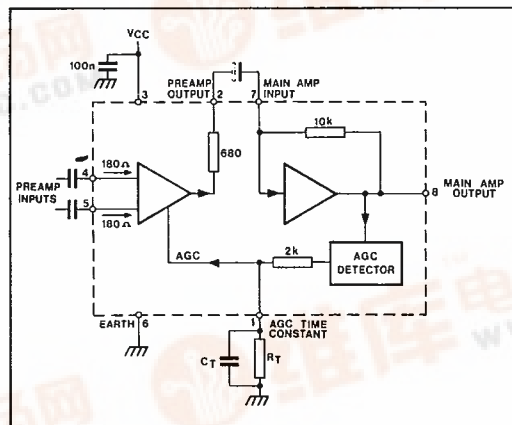 VCC
100n
3
PREAMP OUTPUT
2
MAIN AMP INPUT
7
10k
680
4
180Ω
PREAMP INPUTS
5
180Ω
8
MAIN AMP OUTPUT
AGC
2k
AGC DETECTOR
EARTH
6
1
AGC TIME CONSTANT
CT
RT